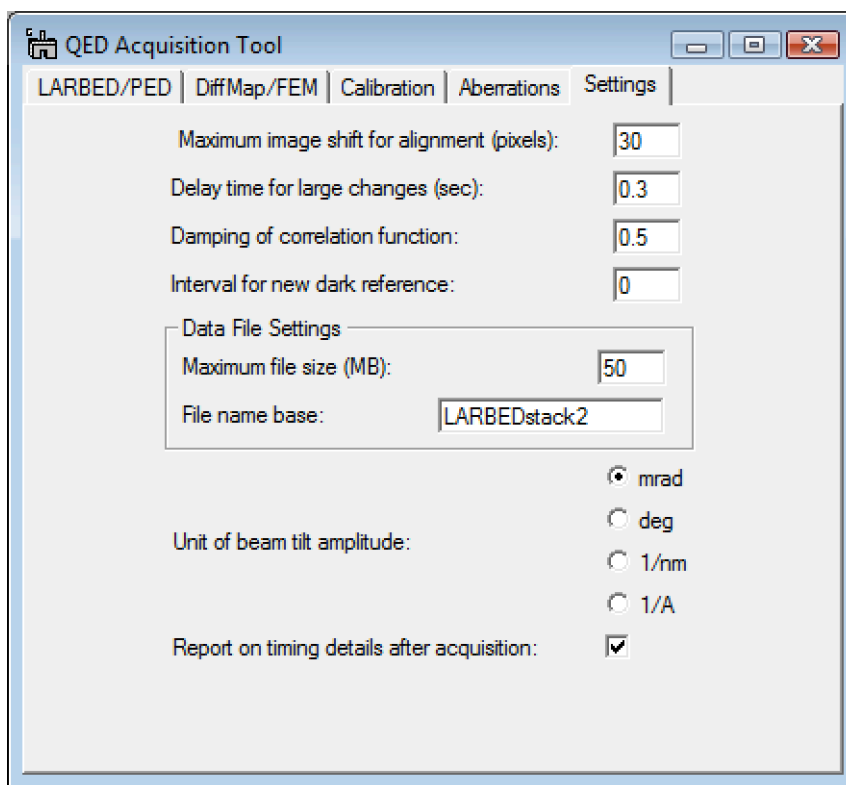 QED Acquisition Tool
LARBED/PED DiffMap/FEM Calibration Aberrations Settings
Maximum image shift for alignment (pixels): 30
Delay time for large changes (sec): 0.3
Damping of correlation function: 0.5
Interval for new dark reference: 0
Data File Settings
Maximum file size (MB): 50
File name base: LARBEDstack2
mrad
deg
Unit of beam tilt amplitude:
1/nm
1/A
Report on timing details after acquisition: